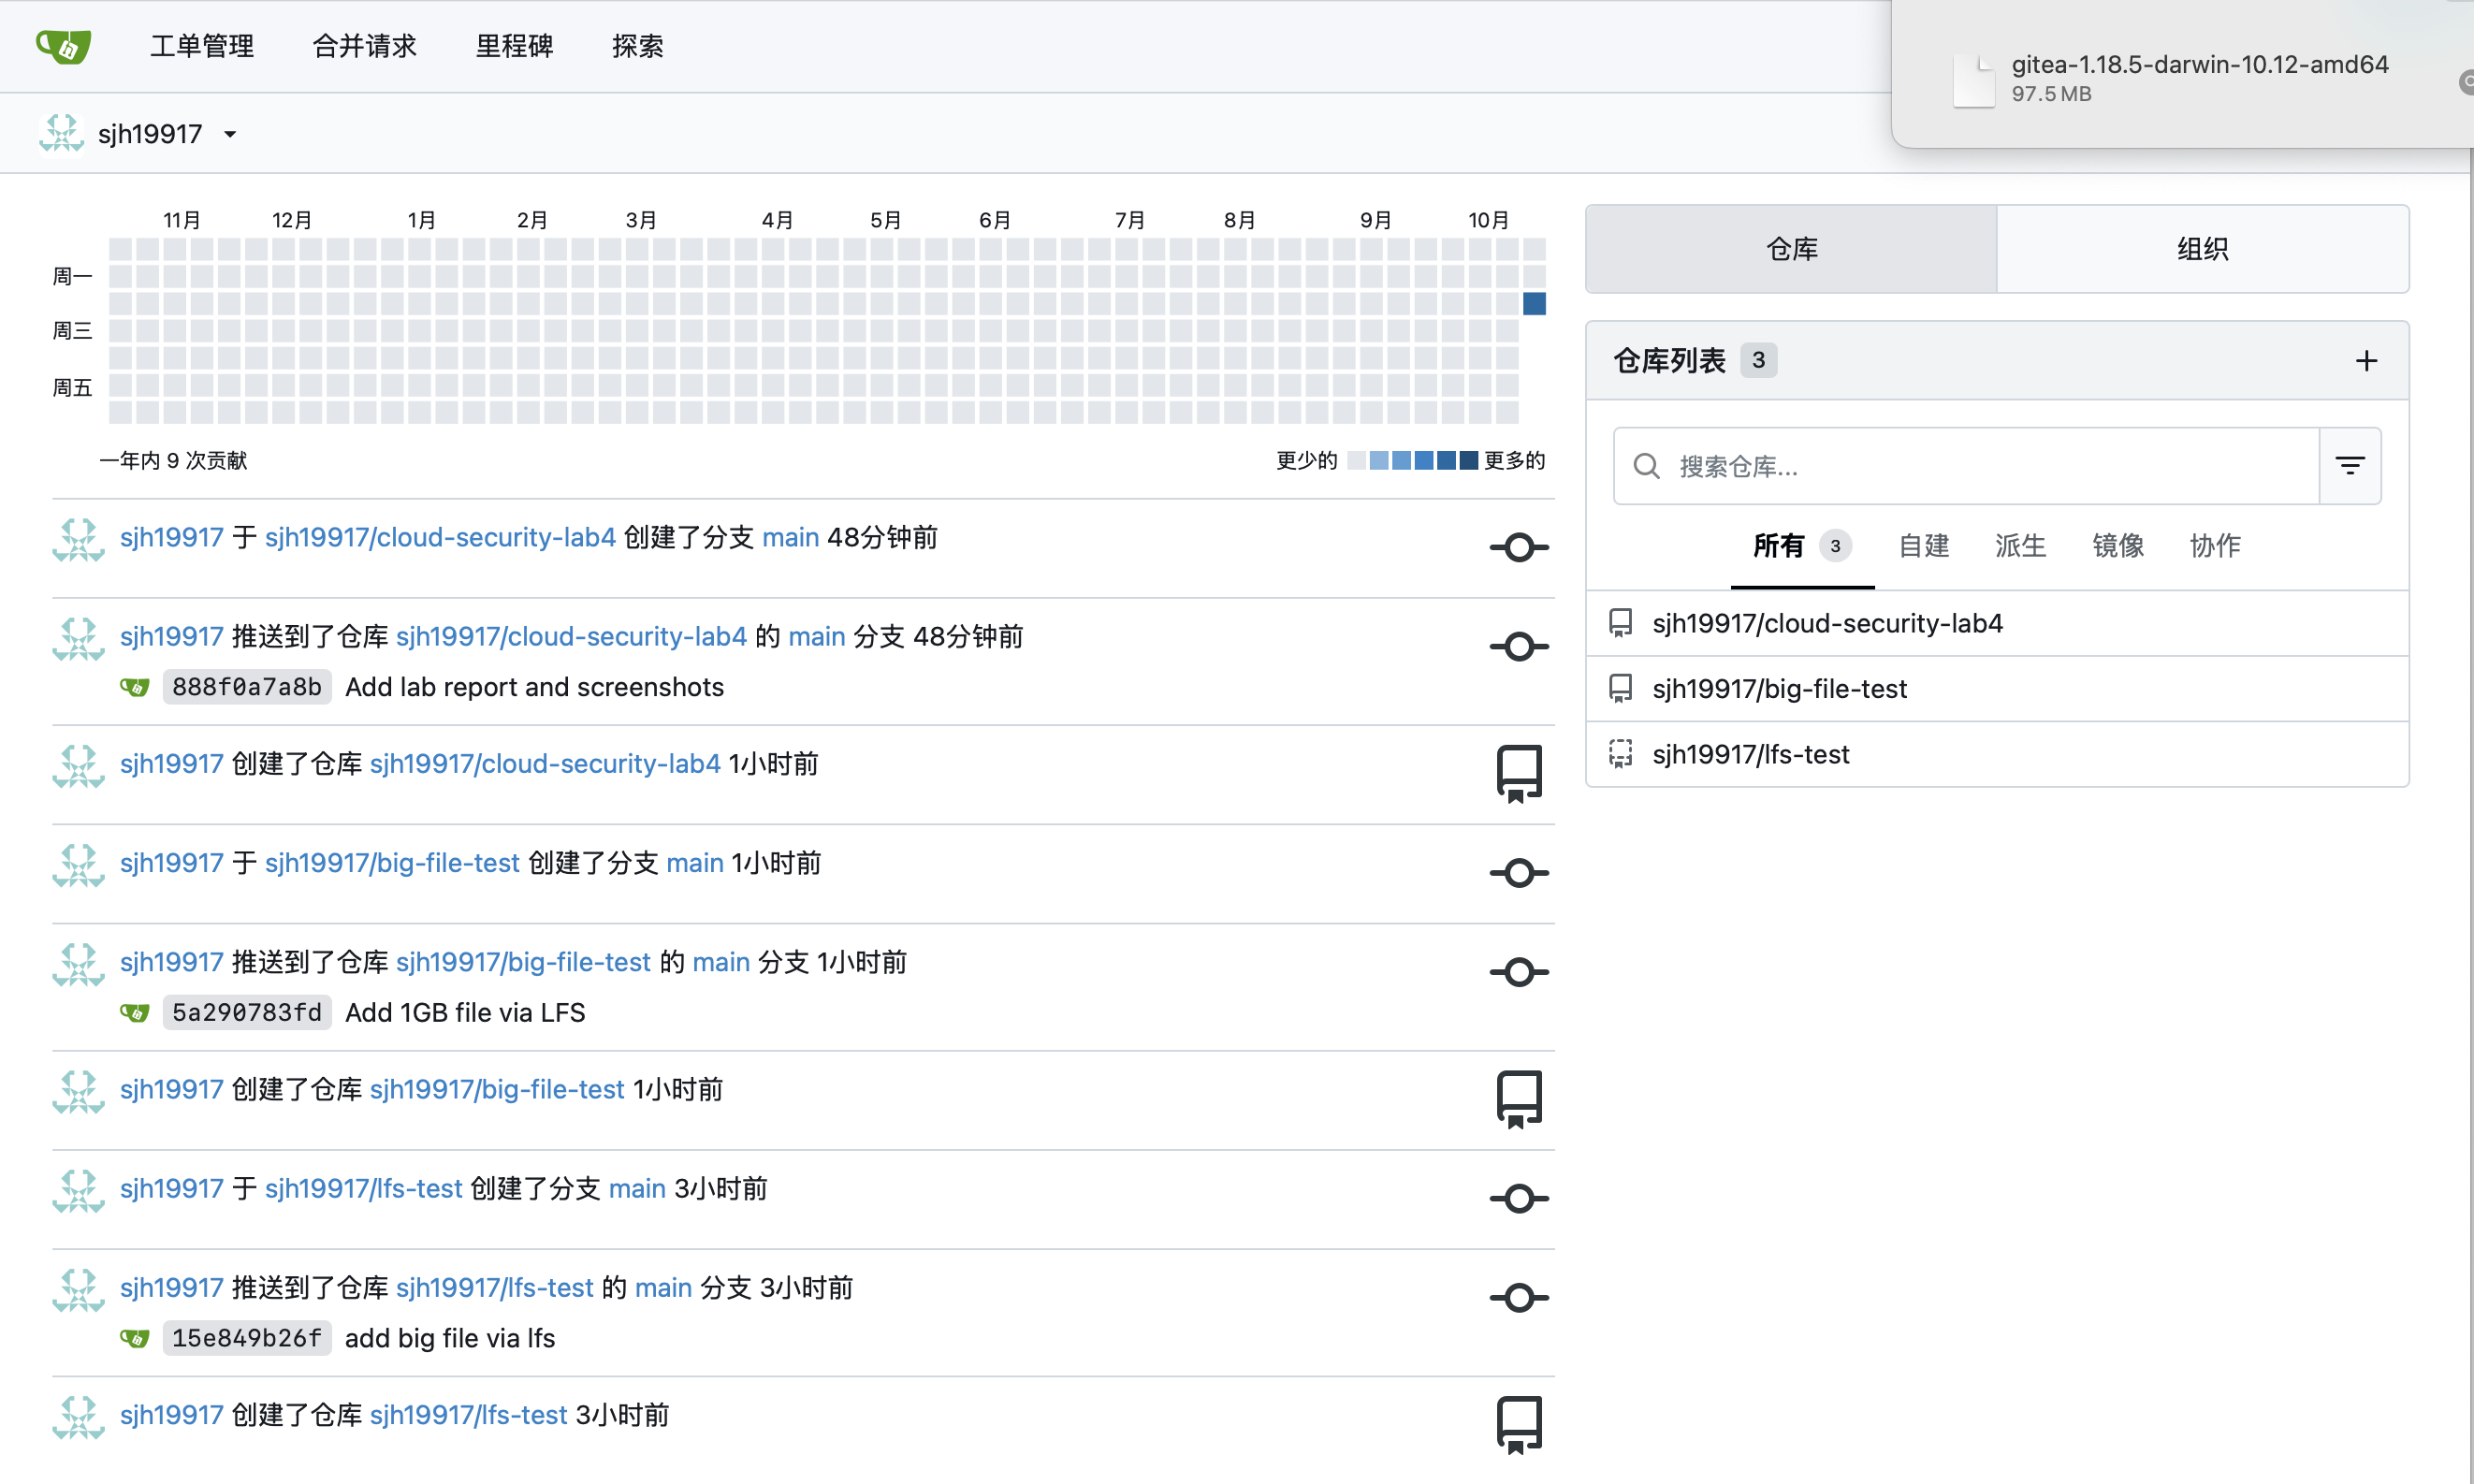 工单管理 合并请求 里程碑 探索
gitea-1.18.5-darwin-10.12-amd64
97.5 MB
sjh19917
11月 12月 1月 2月 3月 4月 5月 6月 7月 8月 9月 10月
周一
周三
周五
一年内 9 次贡献
更少的 更多的
sjh19917 于 sjh19917/cloud-security-lab4 创建了分支 main 48分钟前
sjh19917 推送到了仓库 sjh19917/cloud-security-lab4 的 main 分支 48分钟前
888f0a7a8b Add lab report and screenshots
sjh19917 创建了仓库 sjh19917/cloud-security-lab4 1小时前
sjh19917 于 sjh19917/big-file-test 创建了分支 main 1小时前
sjh19917 推送到了仓库 sjh19917/big-file-test 的 main 分支 1小时前
5a290783fd Add 1GB file via LFS
sjh19917 创建了仓库 sjh19917/big-file-test 1小时前
sjh19917 于 sjh19917/lfs-test 创建了分支 main 3小时前
sjh19917 推送到了仓库 sjh19917/lfs-test 的 main 分支 3小时前
15e849b26f add big file via lfs
sjh19917 创建了仓库 sjh19917/lfs-test 3小时前
仓库 组织
仓库列表 3
搜索仓库...
所有 3 自建 派生 镜像 协作
sjh19917/cloud-security-lab4
sjh19917/big-file-test
sjh19917/lfs-test